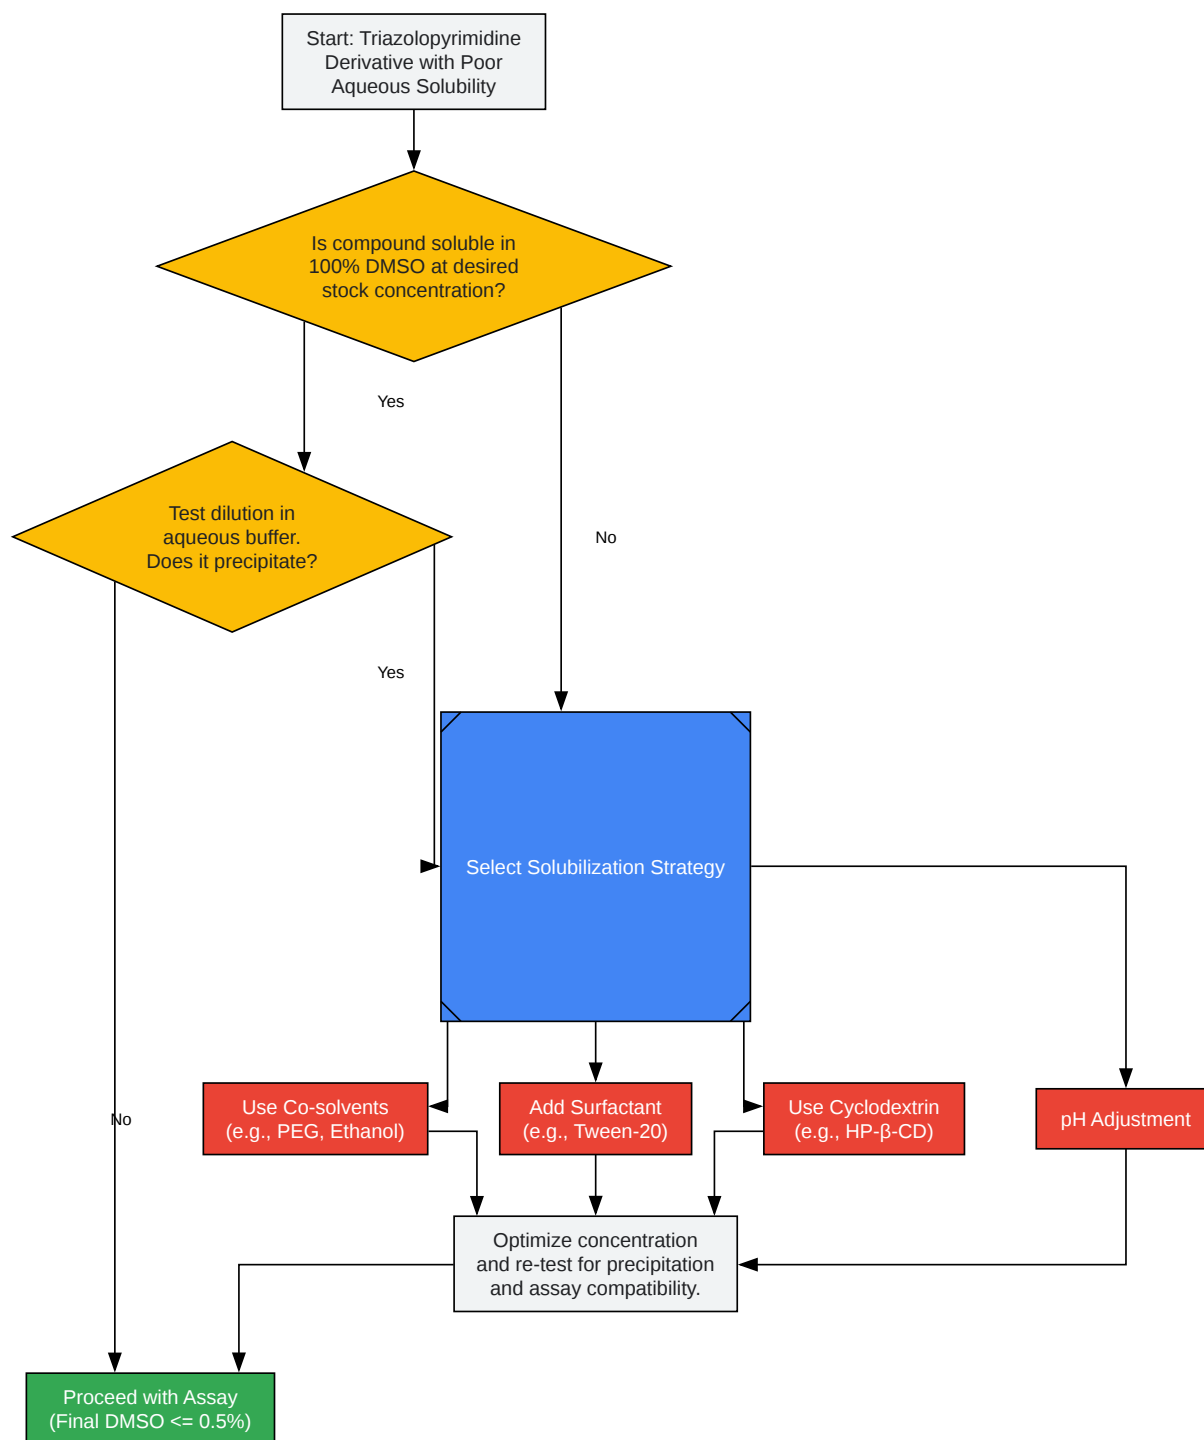 Start: Triazolopyrimidine
Derivative with Poor
Aqueous Solubility
Is compound soluble in
100% DMSO at desired
stock concentration?
Yes
No
Test dilution in
aqueous buffer.
Does it precipitate?
Yes
No
Select Solubilization Strategy
Use Co-solvents
(e.g., PEG, Ethanol)
Add Surfactant
(e.g., Tween-20)
Use Cyclodextrin
(e.g., HP-β-CD)
pH Adjustment
Optimize concentration
and re-test for precipitation
and assay compatibility.
Proceed with Assay
(Final DMSO <= 0.5%)